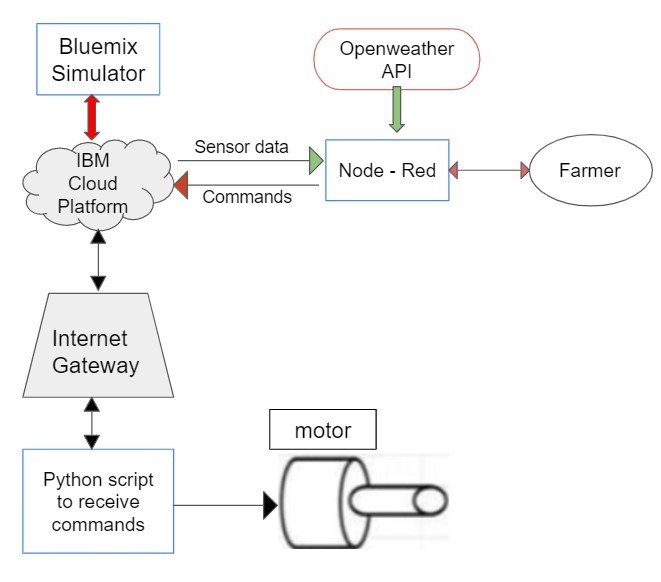 Bluemix
Simulator
Openweather
API
IBM
Cloud
Platform
Sensor data
Commands
Node - Red
Farmer
Internet
Gateway
motor
Python script
to receive
commands